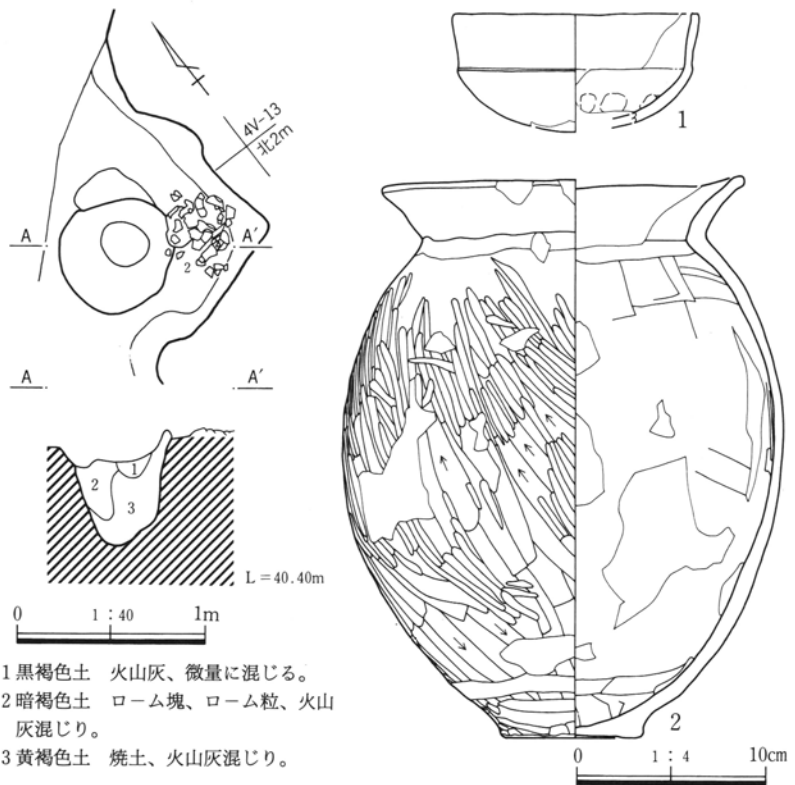 4V-13
北2m
A
A′
2
A
A′
1
2
3
L=40.40m
0
1:40
1m
1黒褐色土 火山灰、微量に混じる。
2暗褐色土 ローム塊、ローム粒、火山
灰混じり。
3黄褐色土 焼土、火山灰混じり。
1
2
0
1:4
10cm